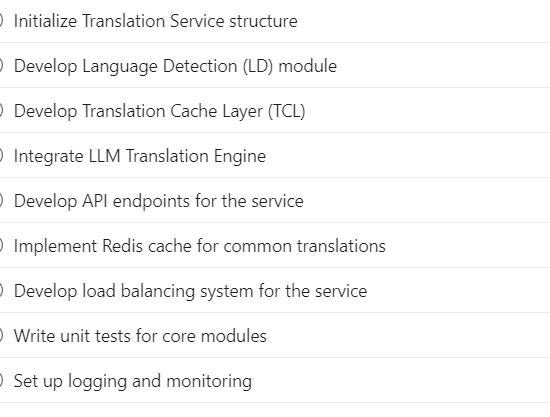 Initialize Translation Service structure
Develop Language Detection (LD) module
Develop Translation Cache Layer (TCL)
Integrate LLM Translation Engine
Develop API endpoints for the service
Implement Redis cache for common translations
Develop load balancing system for the service
Write unit tests for core modules
Set up logging and monitoring